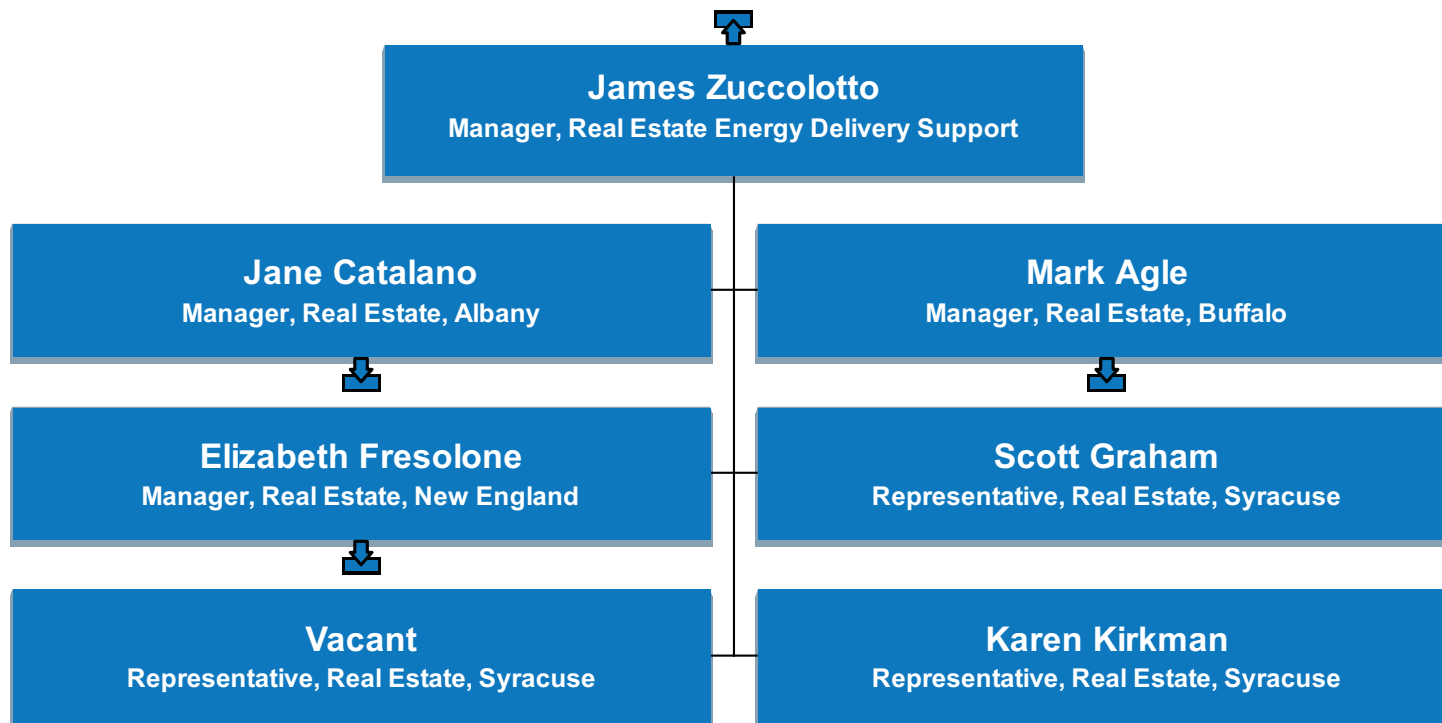 James Zuccolotto
Manager, Real Estate Energy Delivery Support
Jane Catalano
Manager, Real Estate, Albany
Mark Agle
Manager, Real Estate, Buffalo
Elizabeth Fresolone
Manager, Real Estate, New England
Scott Graham
Representative, Real Estate, Syracuse
Vacant
Representative, Real Estate, Syracuse
Karen Kirkman
Representative, Real Estate, Syracuse